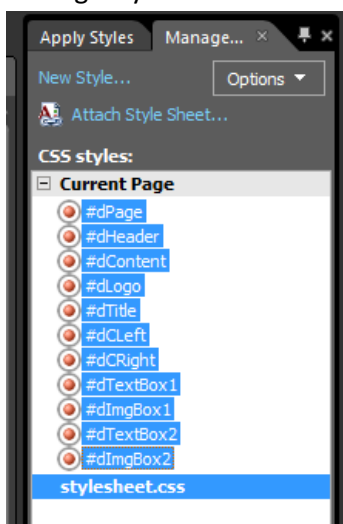 Apply Styles Manage... ×
New Style... Options
Attach Style Sheet...
CSS styles:
Current Page
#dPage
#dHeader
#dContent
#dLogo
#dTitle
#dCLeft
#dCRight
#dTextBox1
#dImgBox1
#dTextBox2
#dImgBox2
stylesheet.css